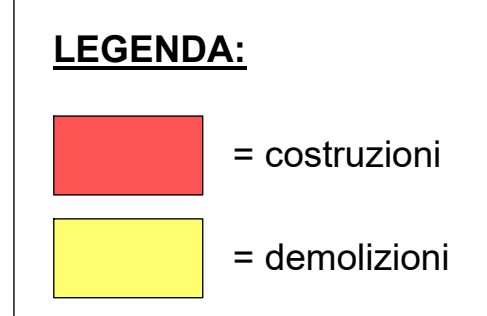 LEGENDA:
= costruzioni
= demolizioni